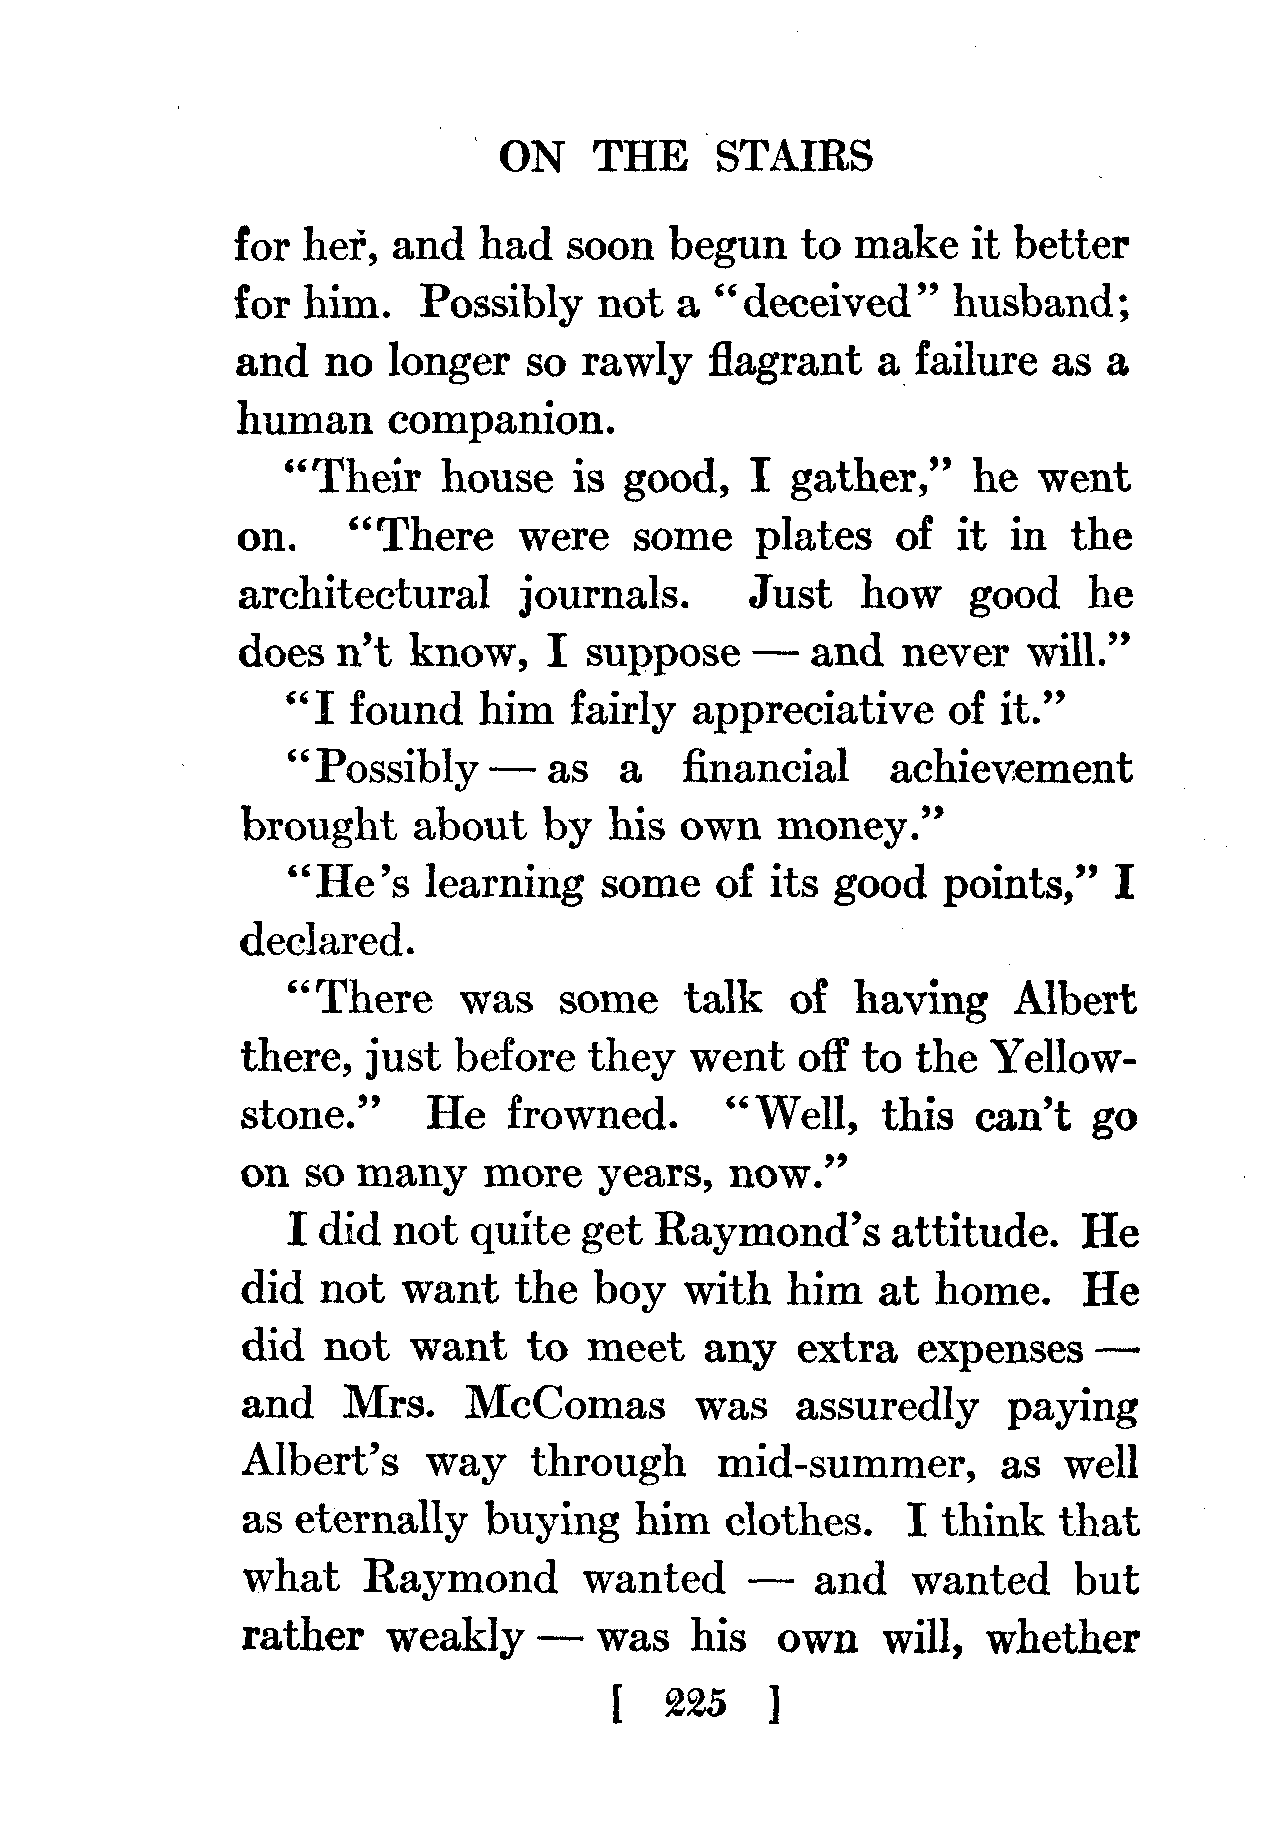 ON THE STAIRS
for her, and had soon begun to make it better
for him. Possibly not a “deceived” husband;
and no longer so rawly flagrant a failure as a
human companion.
“Their house is good, I gather,” he went
on. “There were some plates of it in the
architectural journals. Just how good he
does n’t know, I suppose — and never will.”
“I found him fairly appreciative of it.”
“Possibly — as a financial achievement
brought about by his own money.”
“He ’s learning some of its good points,” I
declared.
“There was some talk of having Albert
there, just before they went off to the Yellow-
stone.” He frowned. “Well, this can’t go
on so many more years, now.”
I did not quite get Raymond’s attitude. He
did not want the boy with him at home. He
did not want to meet any extra expenses —
and Mrs. McComas was assuredly paying
Albert’s way through mid-summer, as well
as eternally buying him clothes. I think that
what Raymond wanted — and wanted but
rather weakly — was his own will, whether
[ 225 ]